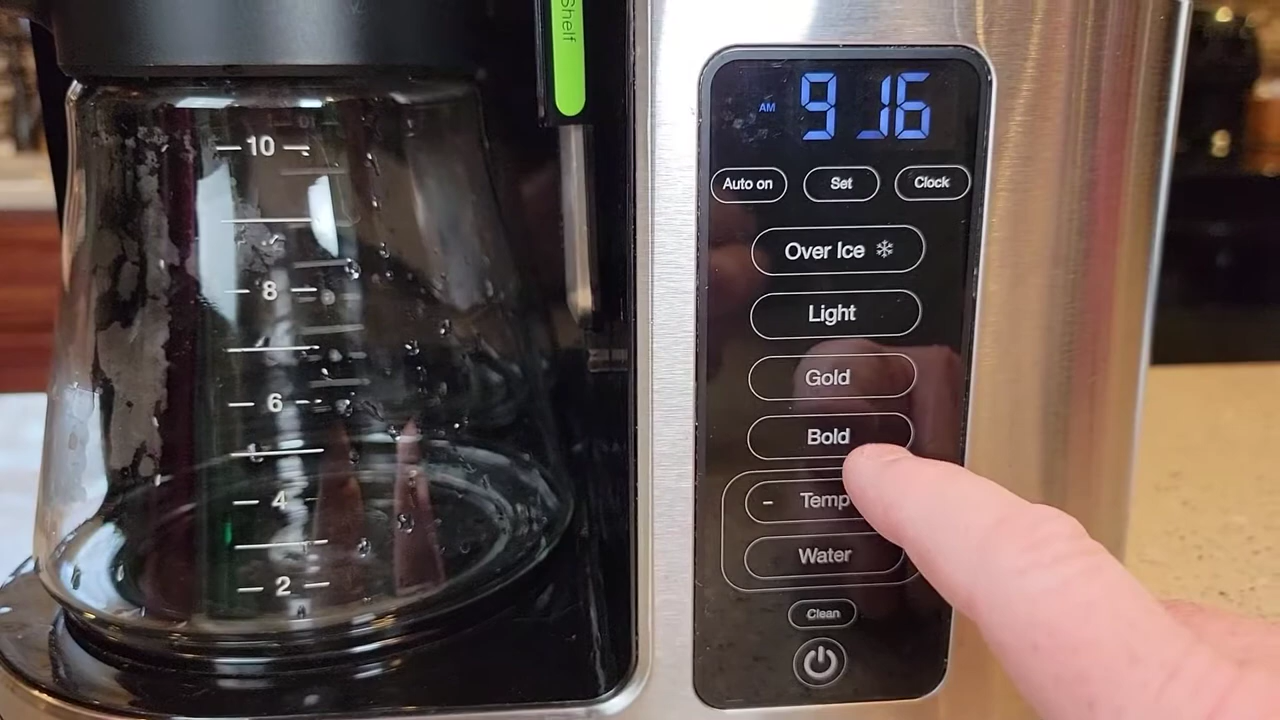 Shelf
10
8
6
4
2
AM 9 16
Auto on Set Clock
Over Ice ❄
Light
Gold
Bold
- Temp
Water
Clean